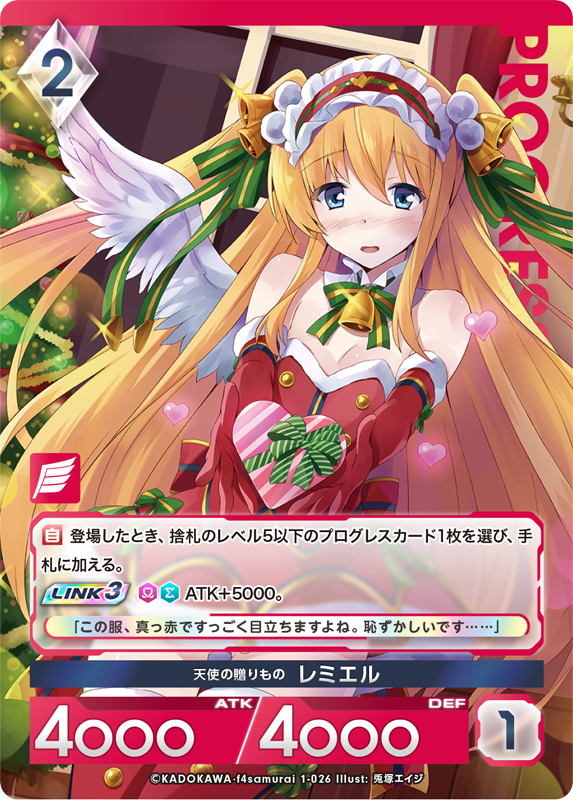 2
PROGRESS
自 登場したとき、捨札のレベル5以下のプログレスカード1枚を選び、手
札に加える。
LINK 3 Ω Σ ATK+5000。
「この服、真っ赤ですっごく目立ちますよね。恥ずかしいです……」
天使の贈りもの レミエル
ATK DEF
4000/4000 1
©KADOKAWA・f4samurai 1-026 Illust: 兎塚エイジ